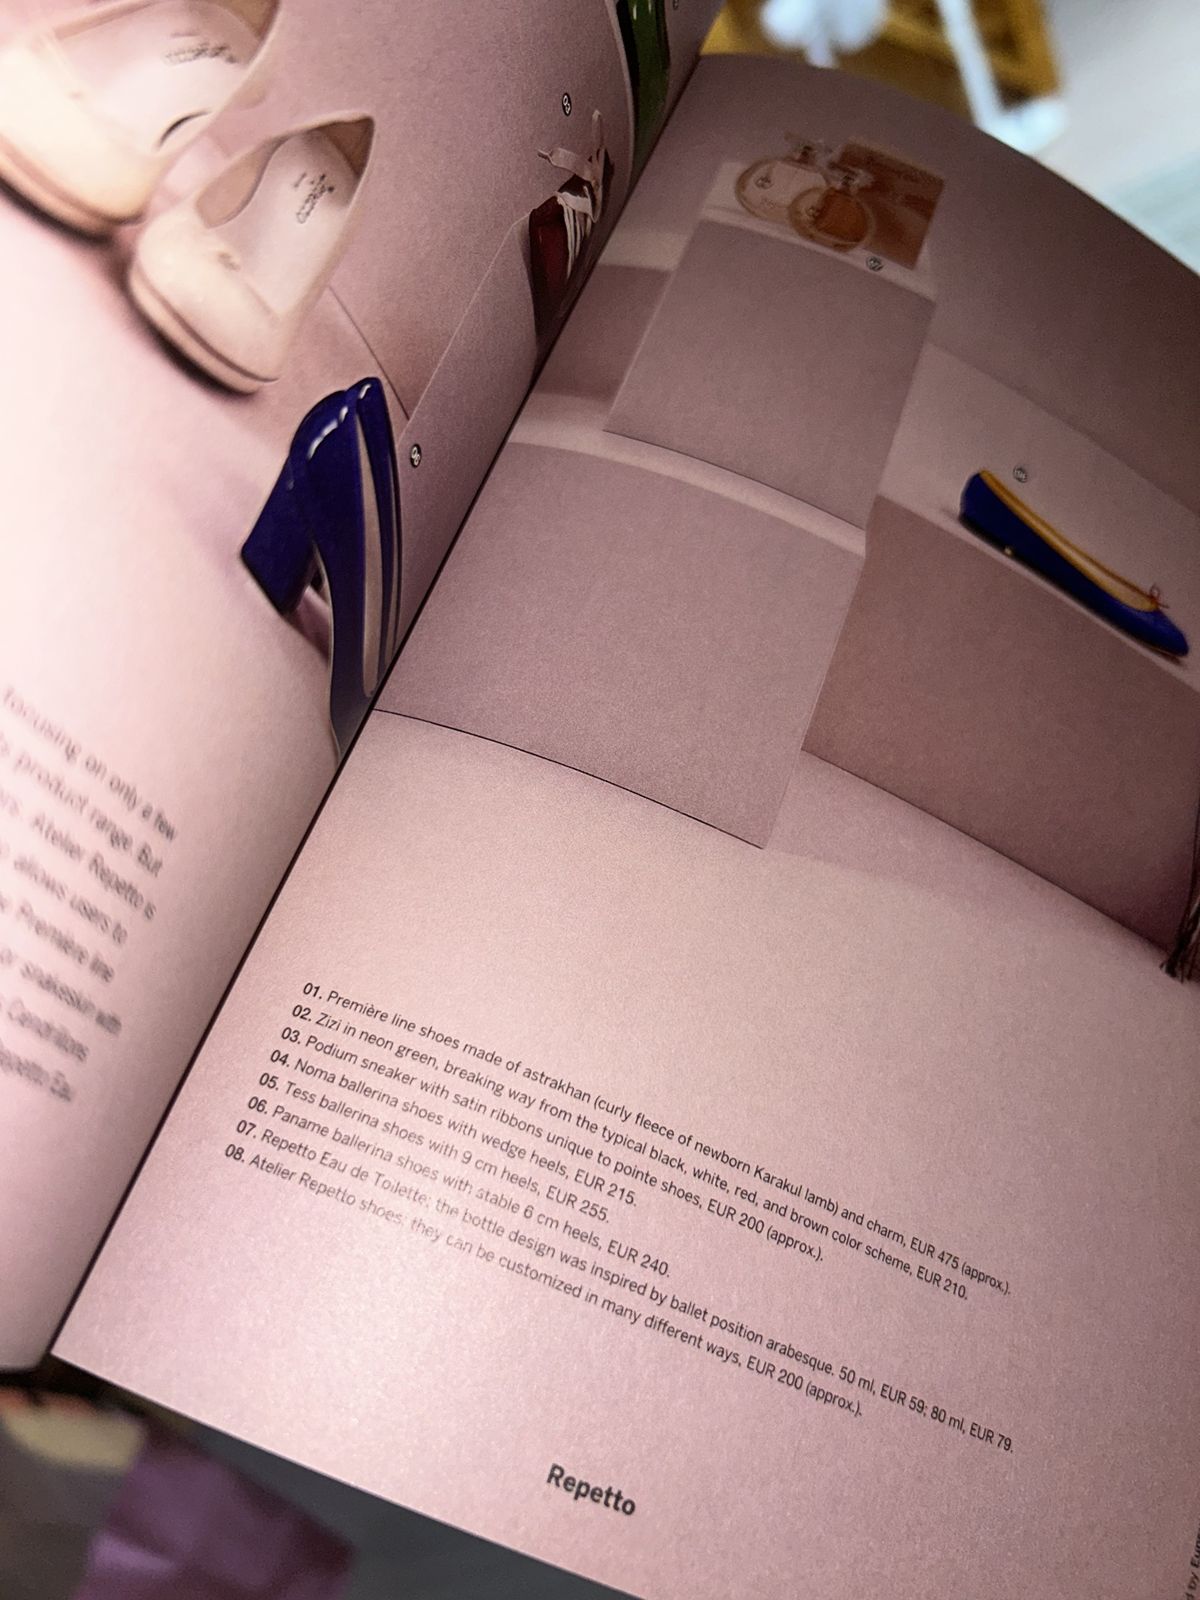 focusing on only a few
product range. But
Atelier Repetto is
allows users to
Première line
or snakeskin with
Cendrillons
Repetto Eau
01. Première line shoes made of astrakhan (curly fleece of newborn Karakul lamb) and charm, EUR 475 (approx.).
02. Zizi in neon green, breaking way from the typical black, white, red, and brown color scheme, EUR 210.
03. Podium sneaker with satin ribbons unique to pointe shoes, EUR 200 (approx.).
04. Noma ballerina shoes with wedge heels, EUR 215.
05. Tess ballerina shoes with 9 cm heels, EUR 255.
06. Paname ballerina shoes with stable 6 cm heels, EUR 240.
07. Repetto Eau de Toilette; the bottle design was inspired by ballet position arabesque. 50 ml, EUR 59; 80 ml, EUR 79.
08. Atelier Repetto shoes; they can be customized in many different ways, EUR 200 (approx.).
Repetto